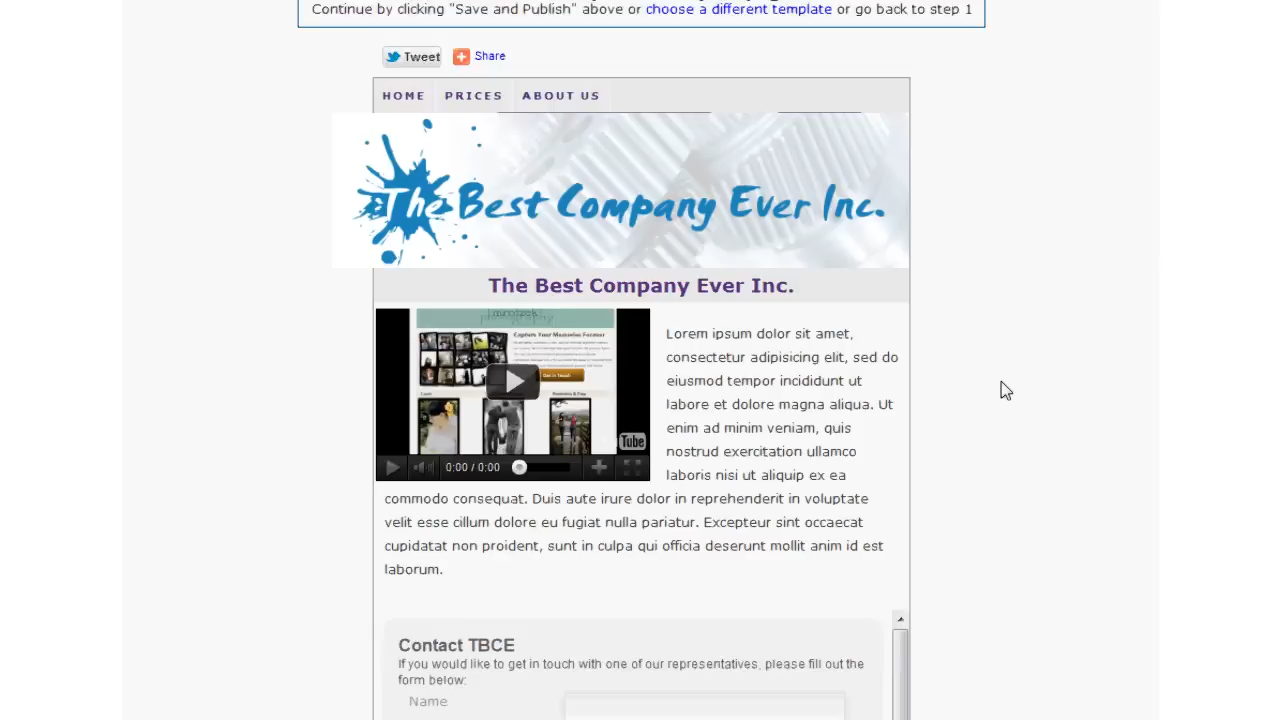 Continue by clicking "Save and Publish" above or choose a different template or go back to step 1
Tweet
Share
HOME PRICES ABOUT US
The Best Company Ever Inc.
The Best Company Ever Inc.
Capture Your Memories Forever
Get in Touch
Tube
0:00 / 0:00
Lorem ipsum dolor sit amet,
consectetur adipisicing elit, sed do
eiusmod tempor incididunt ut
labore et dolore magna aliqua. Ut
enim ad minim veniam, quis
nostrud exercitation ullamco
laboris nisi ut aliquip ex ea
commodo consequat. Duis aute irure dolor in reprehenderit in voluptate
velit esse cillum dolore eu fugiat nulla pariatur. Excepteur sint occaecat
cupidatat non proident, sunt in culpa qui officia deserunt mollit anim id est
laborum.
Contact TBCE
If you would like to get in touch with one of our representatives, please fill out the
form below:
Name